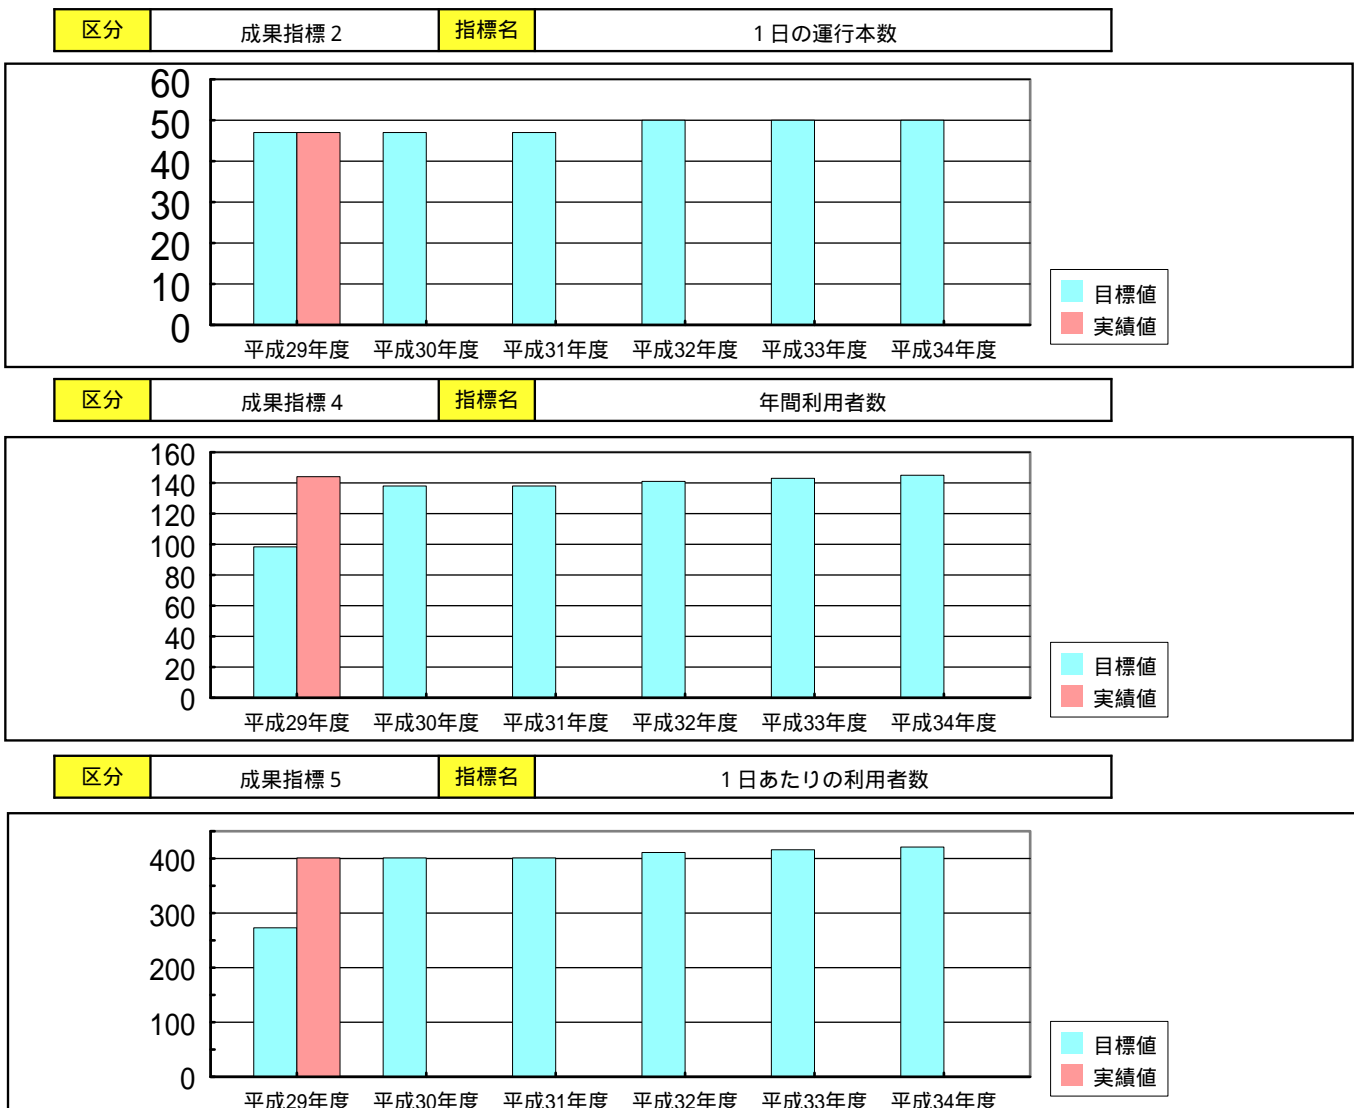 区分 成果指標２ 指標名 １日の運行本数
60
50
40
30
20
10
0
平成29年度 平成30年度 平成31年度 平成32年度 平成33年度 平成34年度
目標値
実績値
区分 成果指標４ 指標名 年間利用者数
160
140
120
100
80
60
40
20
0
平成29年度 平成30年度 平成31年度 平成32年度 平成33年度 平成34年度
目標値
実績値
区分 成果指標５ 指標名 １日あたりの利用者数
400
300
200
100
0
平成29年度 平成30年度 平成31年度 平成32年度 平成33年度 平成34年度
目標値
実績値